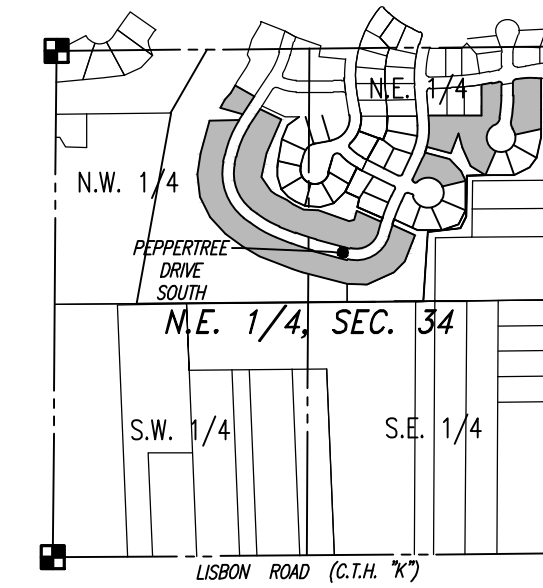 N.E. 1/4
N.W. 1/4
PEPPERTREE
DRIVE
SOUTH
N.E. 1/4, SEC. 34
S.W. 1/4
S.E. 1/4
LISBON ROAD (C.T.H. "K")